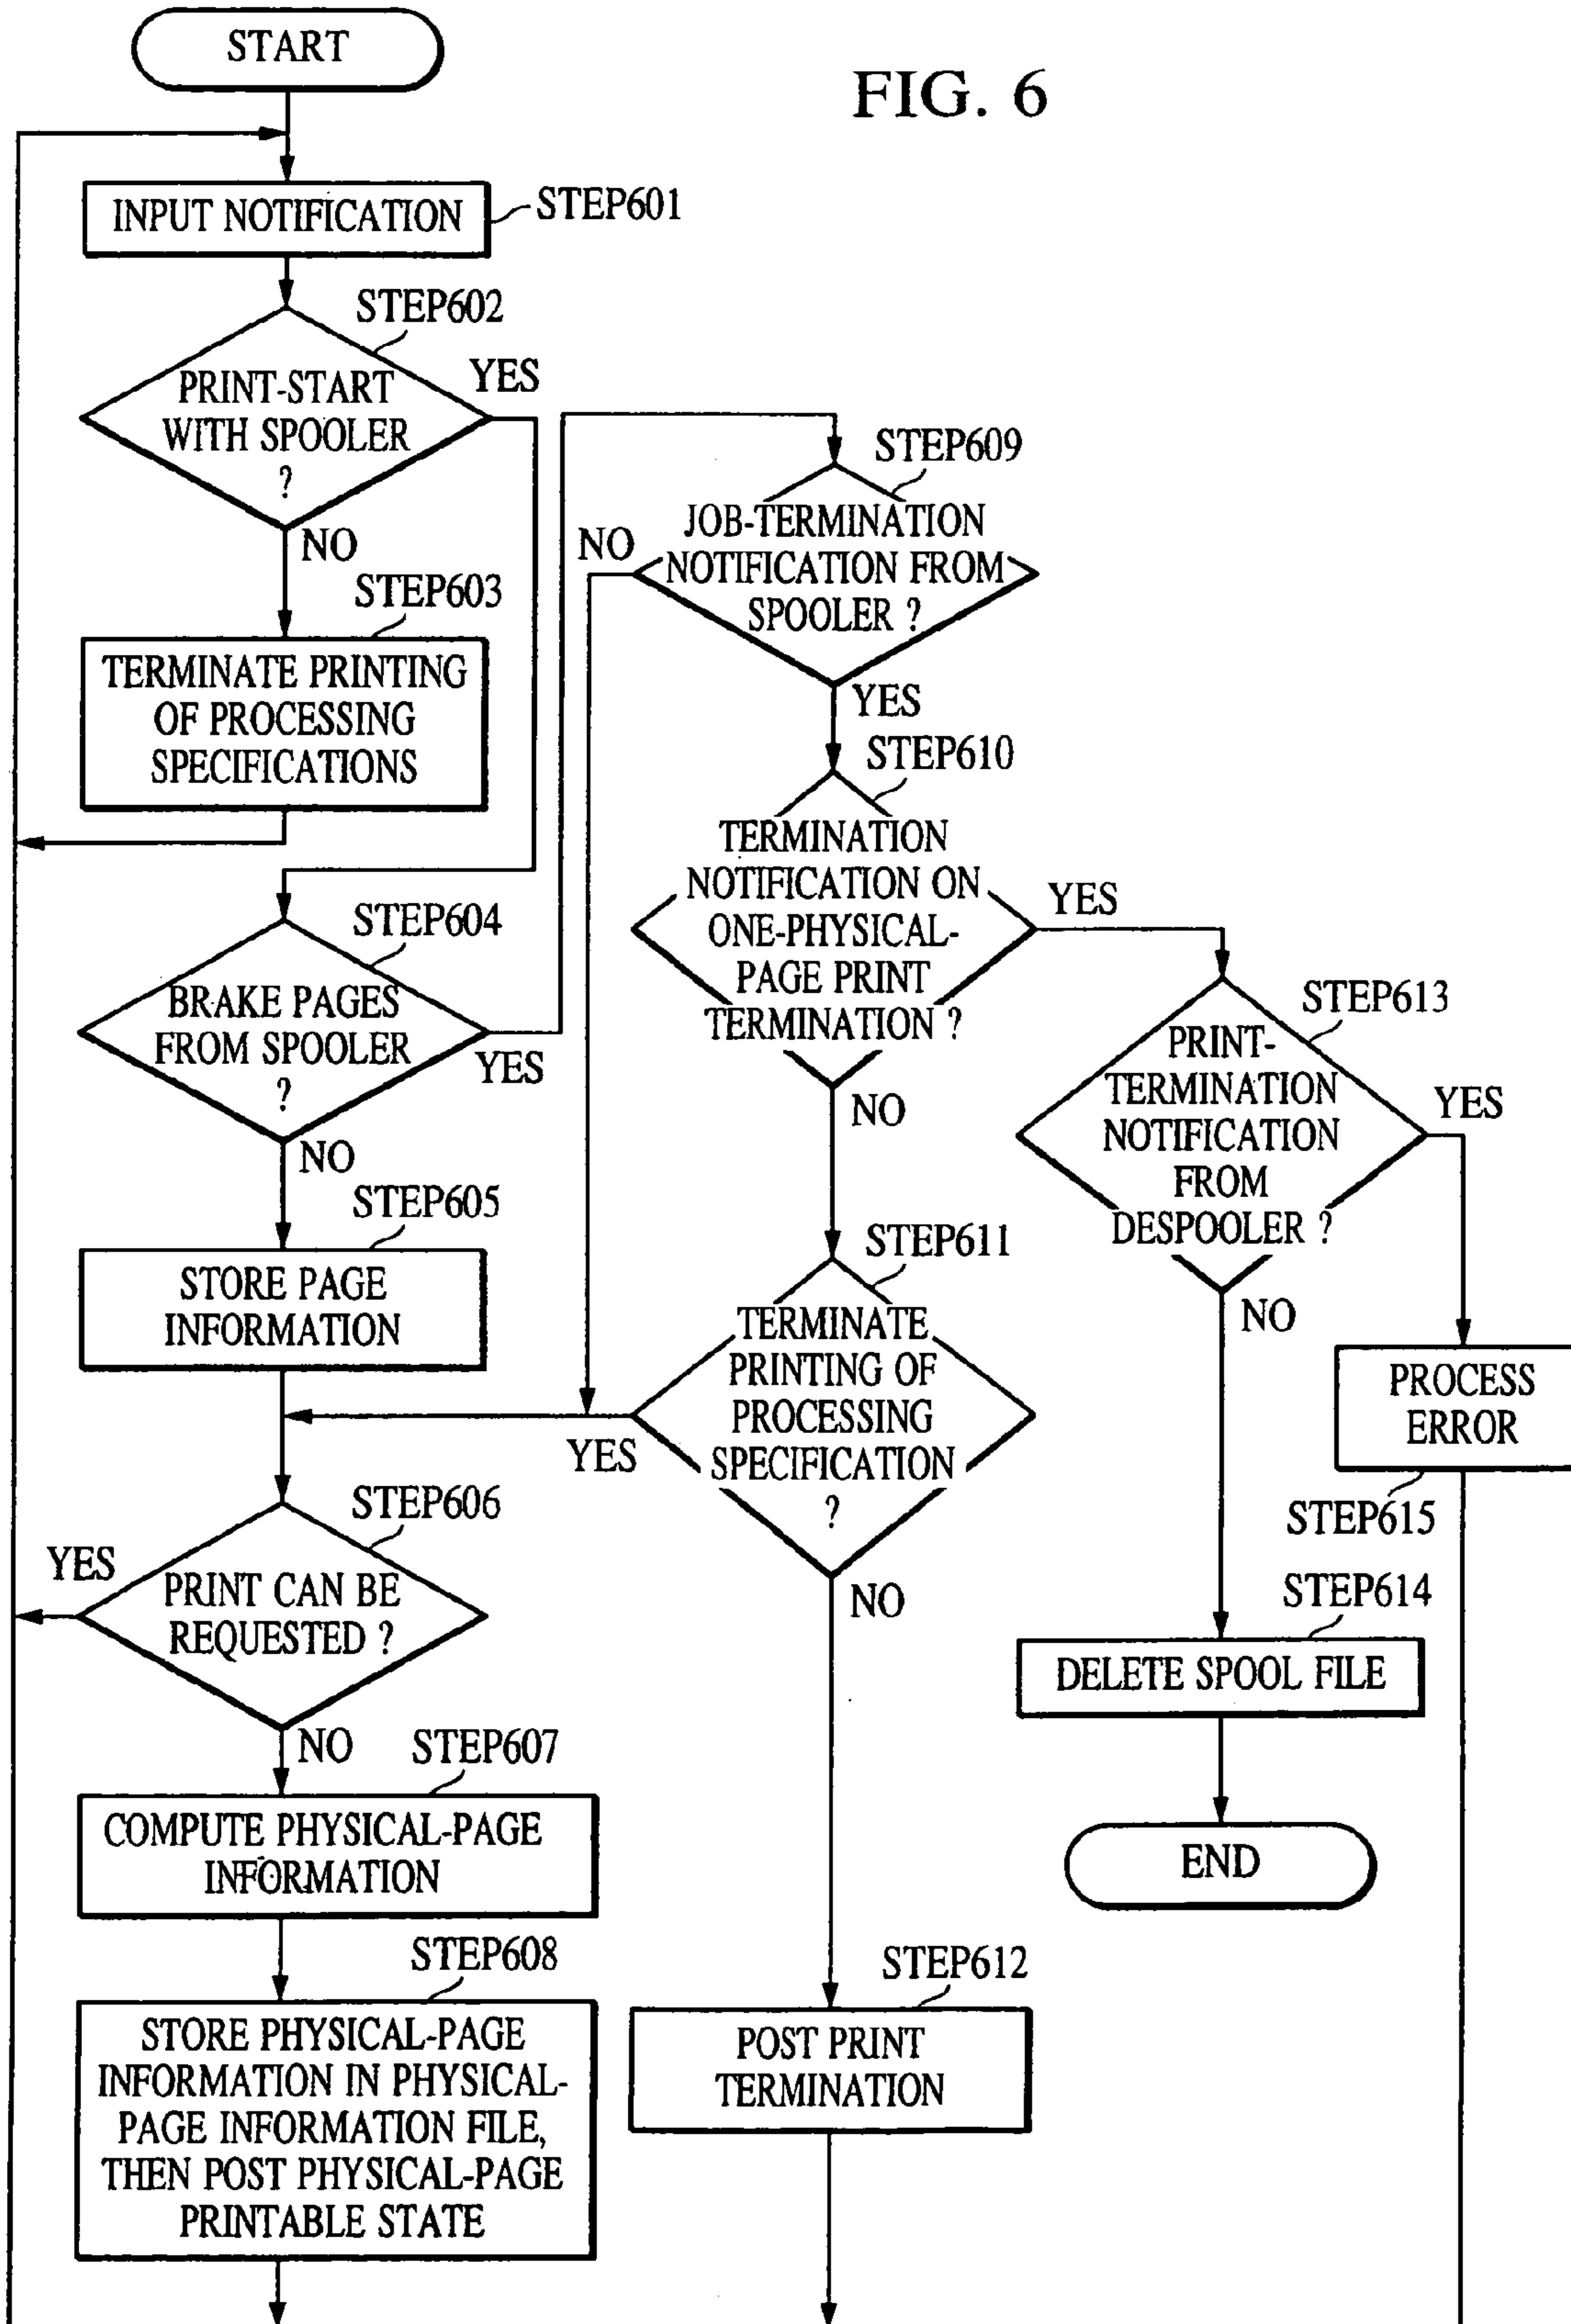 START
FIG. 6
INPUT NOTIFICATION
STEP601
STEP602
PRINT-START
WITH SPOOLER
?
YES
NO
STEP603
TERMINATE PRINTING
OF PROCESSING
SPECIFICATIONS
STEP604
BRAKE PAGES
FROM SPOOLER
?
YES
NO
STEP605
STORE PAGE
INFORMATION
STEP606
YES
PRINT CAN BE
REQUESTED ?
NO
STEP607
COMPUTE PHYSICAL-PAGE
INFORMATION
STEP608
STORE PHYSICAL-PAGE
INFORMATION IN PHYSICAL-
PAGE INFORMATION FILE,
THEN POST PHYSICAL-PAGE
PRINTABLE STATE
STEP609
NO
JOB-TERMINATION
NOTIFICATION FROM
SPOOLER ?
YES
STEP610
TERMINATION
NOTIFICATION ON
ONE-PHYSICAL-
PAGE PRINT
TERMINATION ?
YES
NO
STEP611
TERMINATE
PRINTING OF
PROCESSING
SPECIFICATION
?
YES
NO
STEP612
POST PRINT
TERMINATION
STEP613
PRINT-
TERMINATION
NOTIFICATION
FROM
DESPOOLER ?
YES
NO
PROCESS
ERROR
STEP615
STEP614
DELETE SPOOL FILE
END